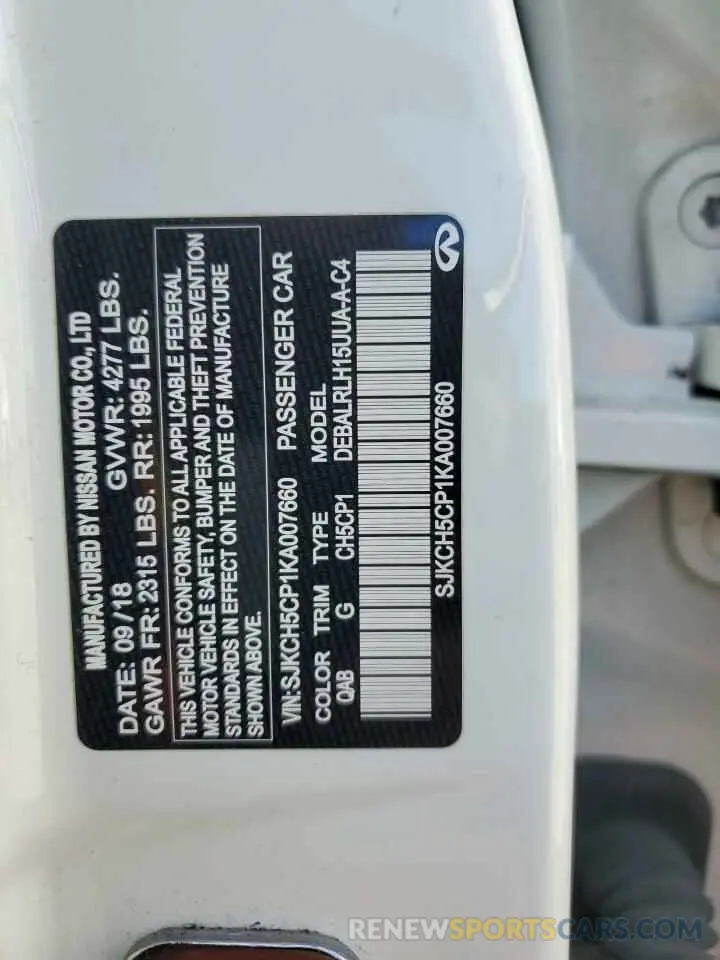 MANUFACTURED BY NISSAN MOTOR CO., LTD
DATE: 09/18 GVWR: 4277 LBS.
GAWR FR: 2315 LBS. RR: 1995 LBS.
THIS VEHICLE CONFORMS TO ALL APPLICABLE FEDERAL
MOTOR VEHICLE SAFETY, BUMPER AND THEFT PREVENTION
STANDARDS IN EFFECT ON THE DATE OF MANUFACTURE
SHOWN ABOVE.
VIN:SJKCH5CP1KA007660 PASSENGER CAR
COLOR TRIM TYPE MODEL
QAB G CH5CP1 DEBALRLH15UUA-A-C4
SJKCH5CP1KA007660
RENEWSPORTSCARS.COM